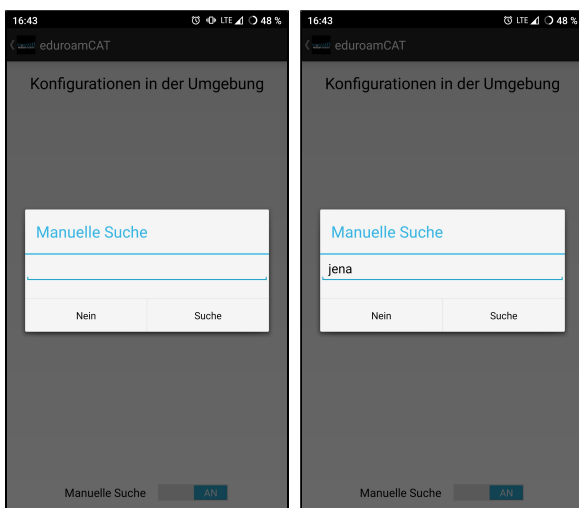 16:43 LTE 48 %
eduroamCAT
Konfigurationen in der Umgebung
Manuelle Suche
Nein Suche
Manuelle Suche AN
16:43 LTE 48 %
eduroamCAT
Konfigurationen in der Umgebung
Manuelle Suche
jena
Nein Suche
Manuelle Suche AN